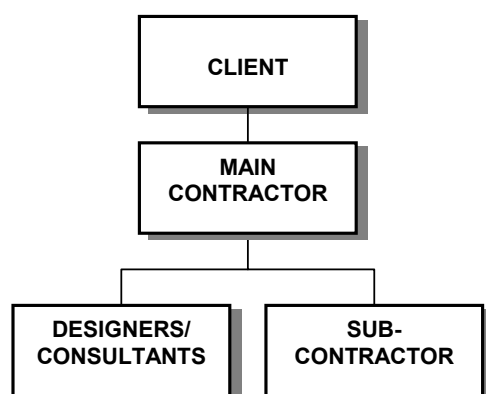 CLIENT
MAIN
CONTRACTOR
DESIGNERS/
CONSULTANTS
SUB-
CONTRACTOR